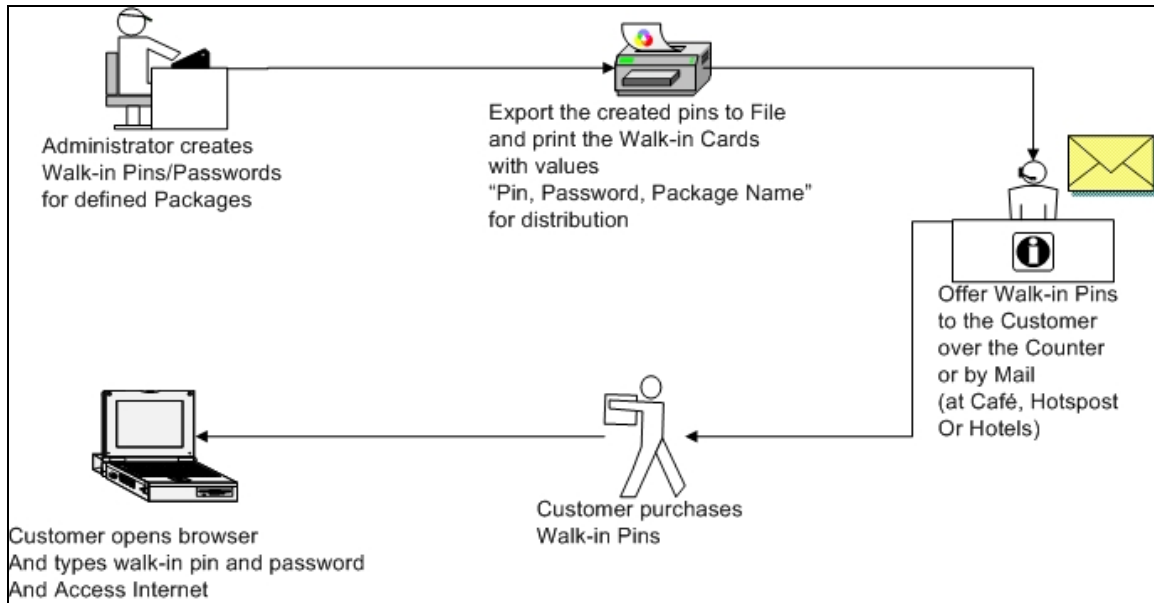 Administrator creates
Walk-in Pins/Passwords
for defined Packages
Export the created pins to File
and print the Walk-in Cards
with values
“Pin, Password, Package Name”
for distribution
Offer Walk-in Pins
to the Customer
over the Counter
or by Mail
(at Café, Hotspost
Or Hotels)
Customer purchases
Walk-in Pins
Customer opens browser
And types walk-in pin and password
And Access Internet